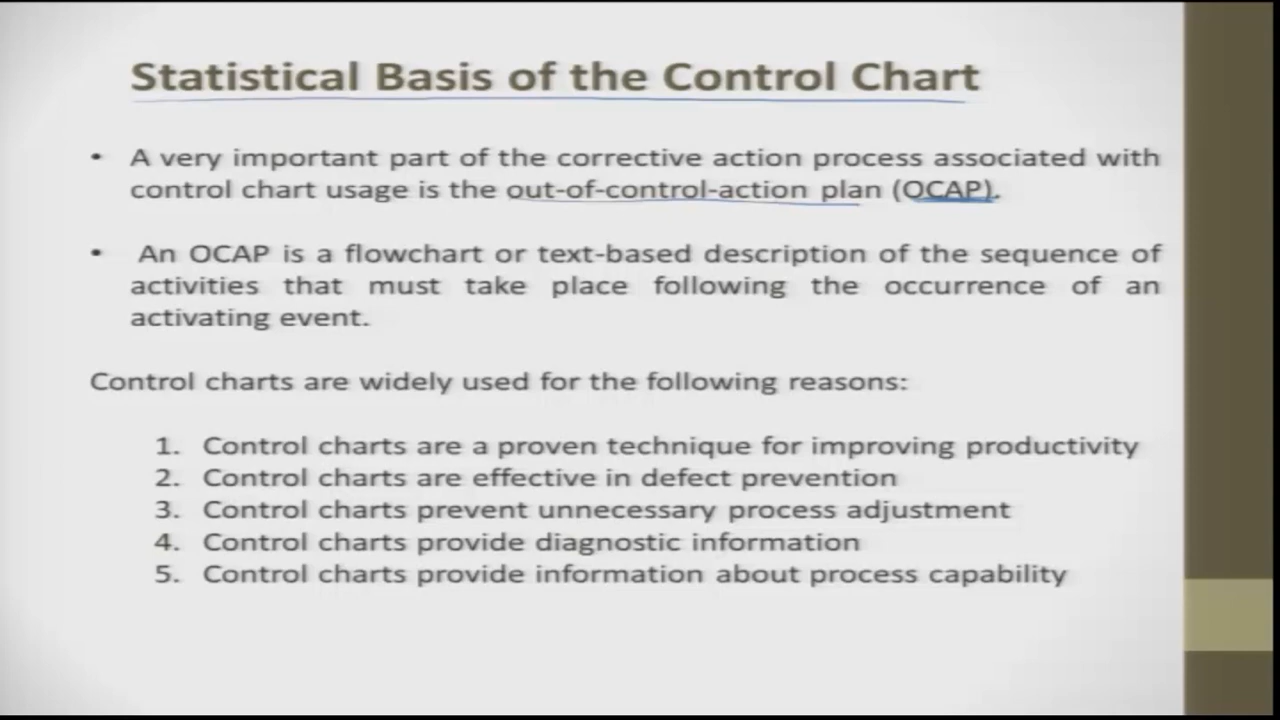 Statistical Basis of the Control Chart
• A very important part of the corrective action process associated with
control chart usage is the out-of-control-action plan (OCAP).
• An OCAP is a flowchart or text-based description of the sequence of
activities that must take place following the occurrence of an
activating event.
Control charts are widely used for the following reasons:
1. Control charts are a proven technique for improving productivity
2. Control charts are effective in defect prevention
3. Control charts prevent unnecessary process adjustment
4. Control charts provide diagnostic information
5. Control charts provide information about process capability